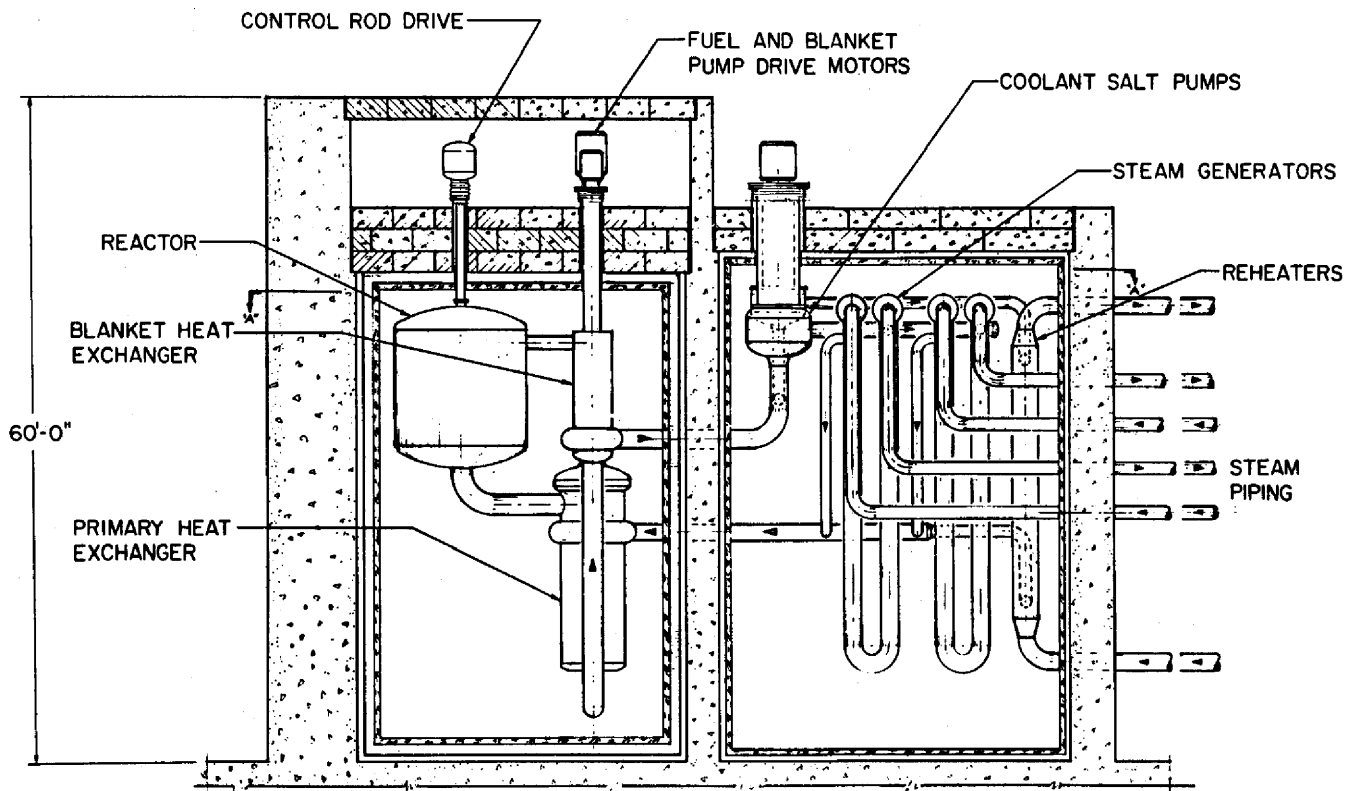 CONTROL ROD DRIVE
FUEL AND BLANKET
PUMP DRIVE MOTORS
COOLANT SALT PUMPS
STEAM GENERATORS
REACTOR
REHEATERS
"A"
"A"
BLANKET HEAT
EXCHANGER
60'-0"
STEAM
PIPING
PRIMARY HEAT
EXCHANGER